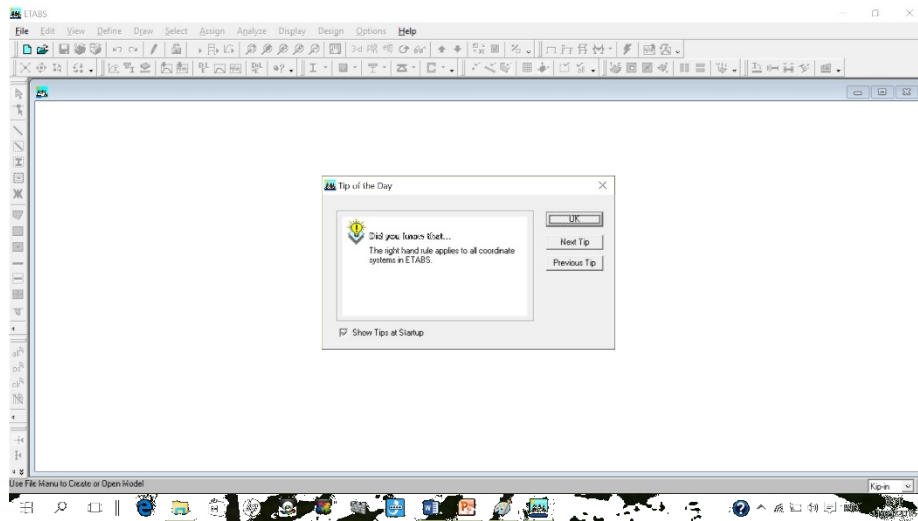 ETABS
File Edit View Define Draw Select Assign Analyze Display Design Options Help
Tip of the Day
Did you know that...
The right hand rule applies to all coordinate
systems in ETABS.
OK
Next Tip
Previous Tip
Show Tips at Startup
Use File Menu to Create or Open Model
Kip-in